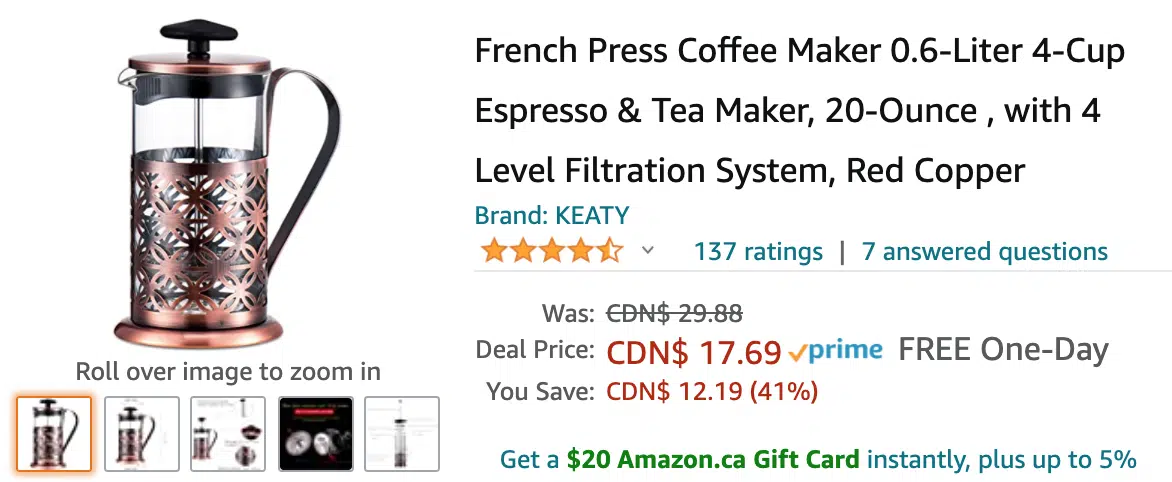 French Press Coffee Maker 0.6-Liter 4-Cup
Espresso & Tea Maker, 20-Ounce , with 4
Level Filtration System, Red Copper
Brand: KEATY
137 ratings | 7 answered questions
Was: CDN$ 29.88
Deal Price: CDN$ 17.69 prime FREE One-Day
You Save: CDN$ 12.19 (41%)
Get a $20 Amazon.ca Gift Card instantly, plus up to 5%
Roll over image to zoom in